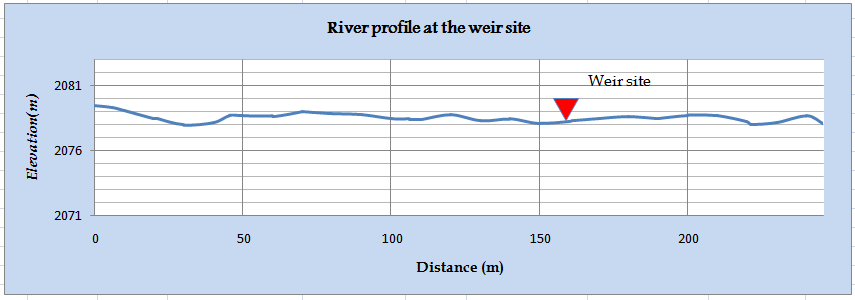 River profile at the weir site
Weir site
2081
2076
2071
Elevation(m)
0 50 100 150 200
Distance (m)